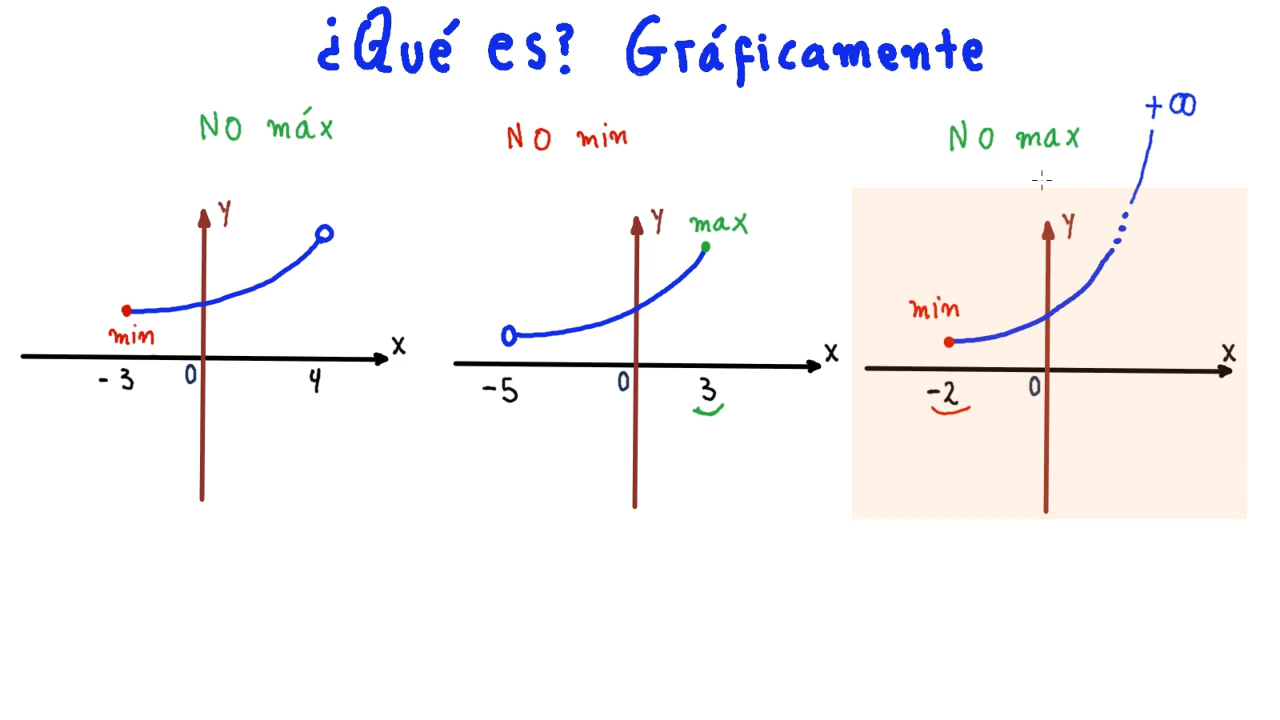 ¿Qué es? Gráficamente
NO máx
y
min
x
-3
0
4
NO min
y
max
x
-5
0
3
NO max
+∞
y
min
x
-2
0